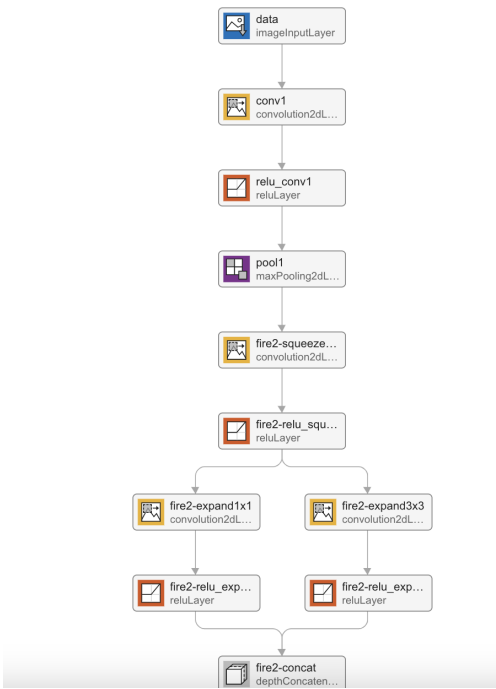 data
imageInputLayer
conv1
convolution2dL...
relu_conv1
reluLayer
pool1
maxPooling2dL...
fire2-squeeze...
convolution2dL...
fire2-relu_squ...
reluLayer
fire2-expand1x1
convolution2dL...
fire2-expand3x3
convolution2dL...
fire2-relu_exp...
reluLayer
fire2-relu_exp...
reluLayer
fire2-concat
depthConcaten...